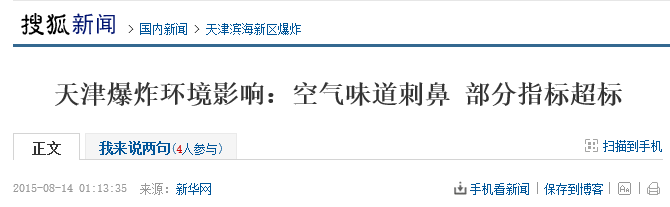 搜狐新闻 > 国内新闻 > 天津滨海新区爆炸
天津爆炸环境影响：空气味道刺鼻 部分指标超标
正文 我来说两句(4人参与) 扫描到手机
2015-08-14 01:13:35 来源：新华网 手机看新闻 保存到博客 Aa